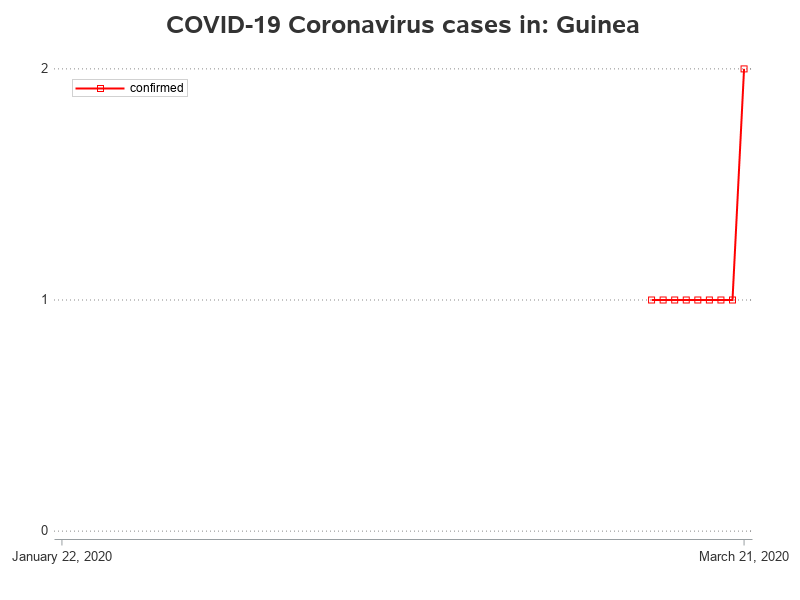 COVID-19 Coronavirus cases in: Guinea
2
confirmed
1
0
January 22, 2020
March 21, 2020